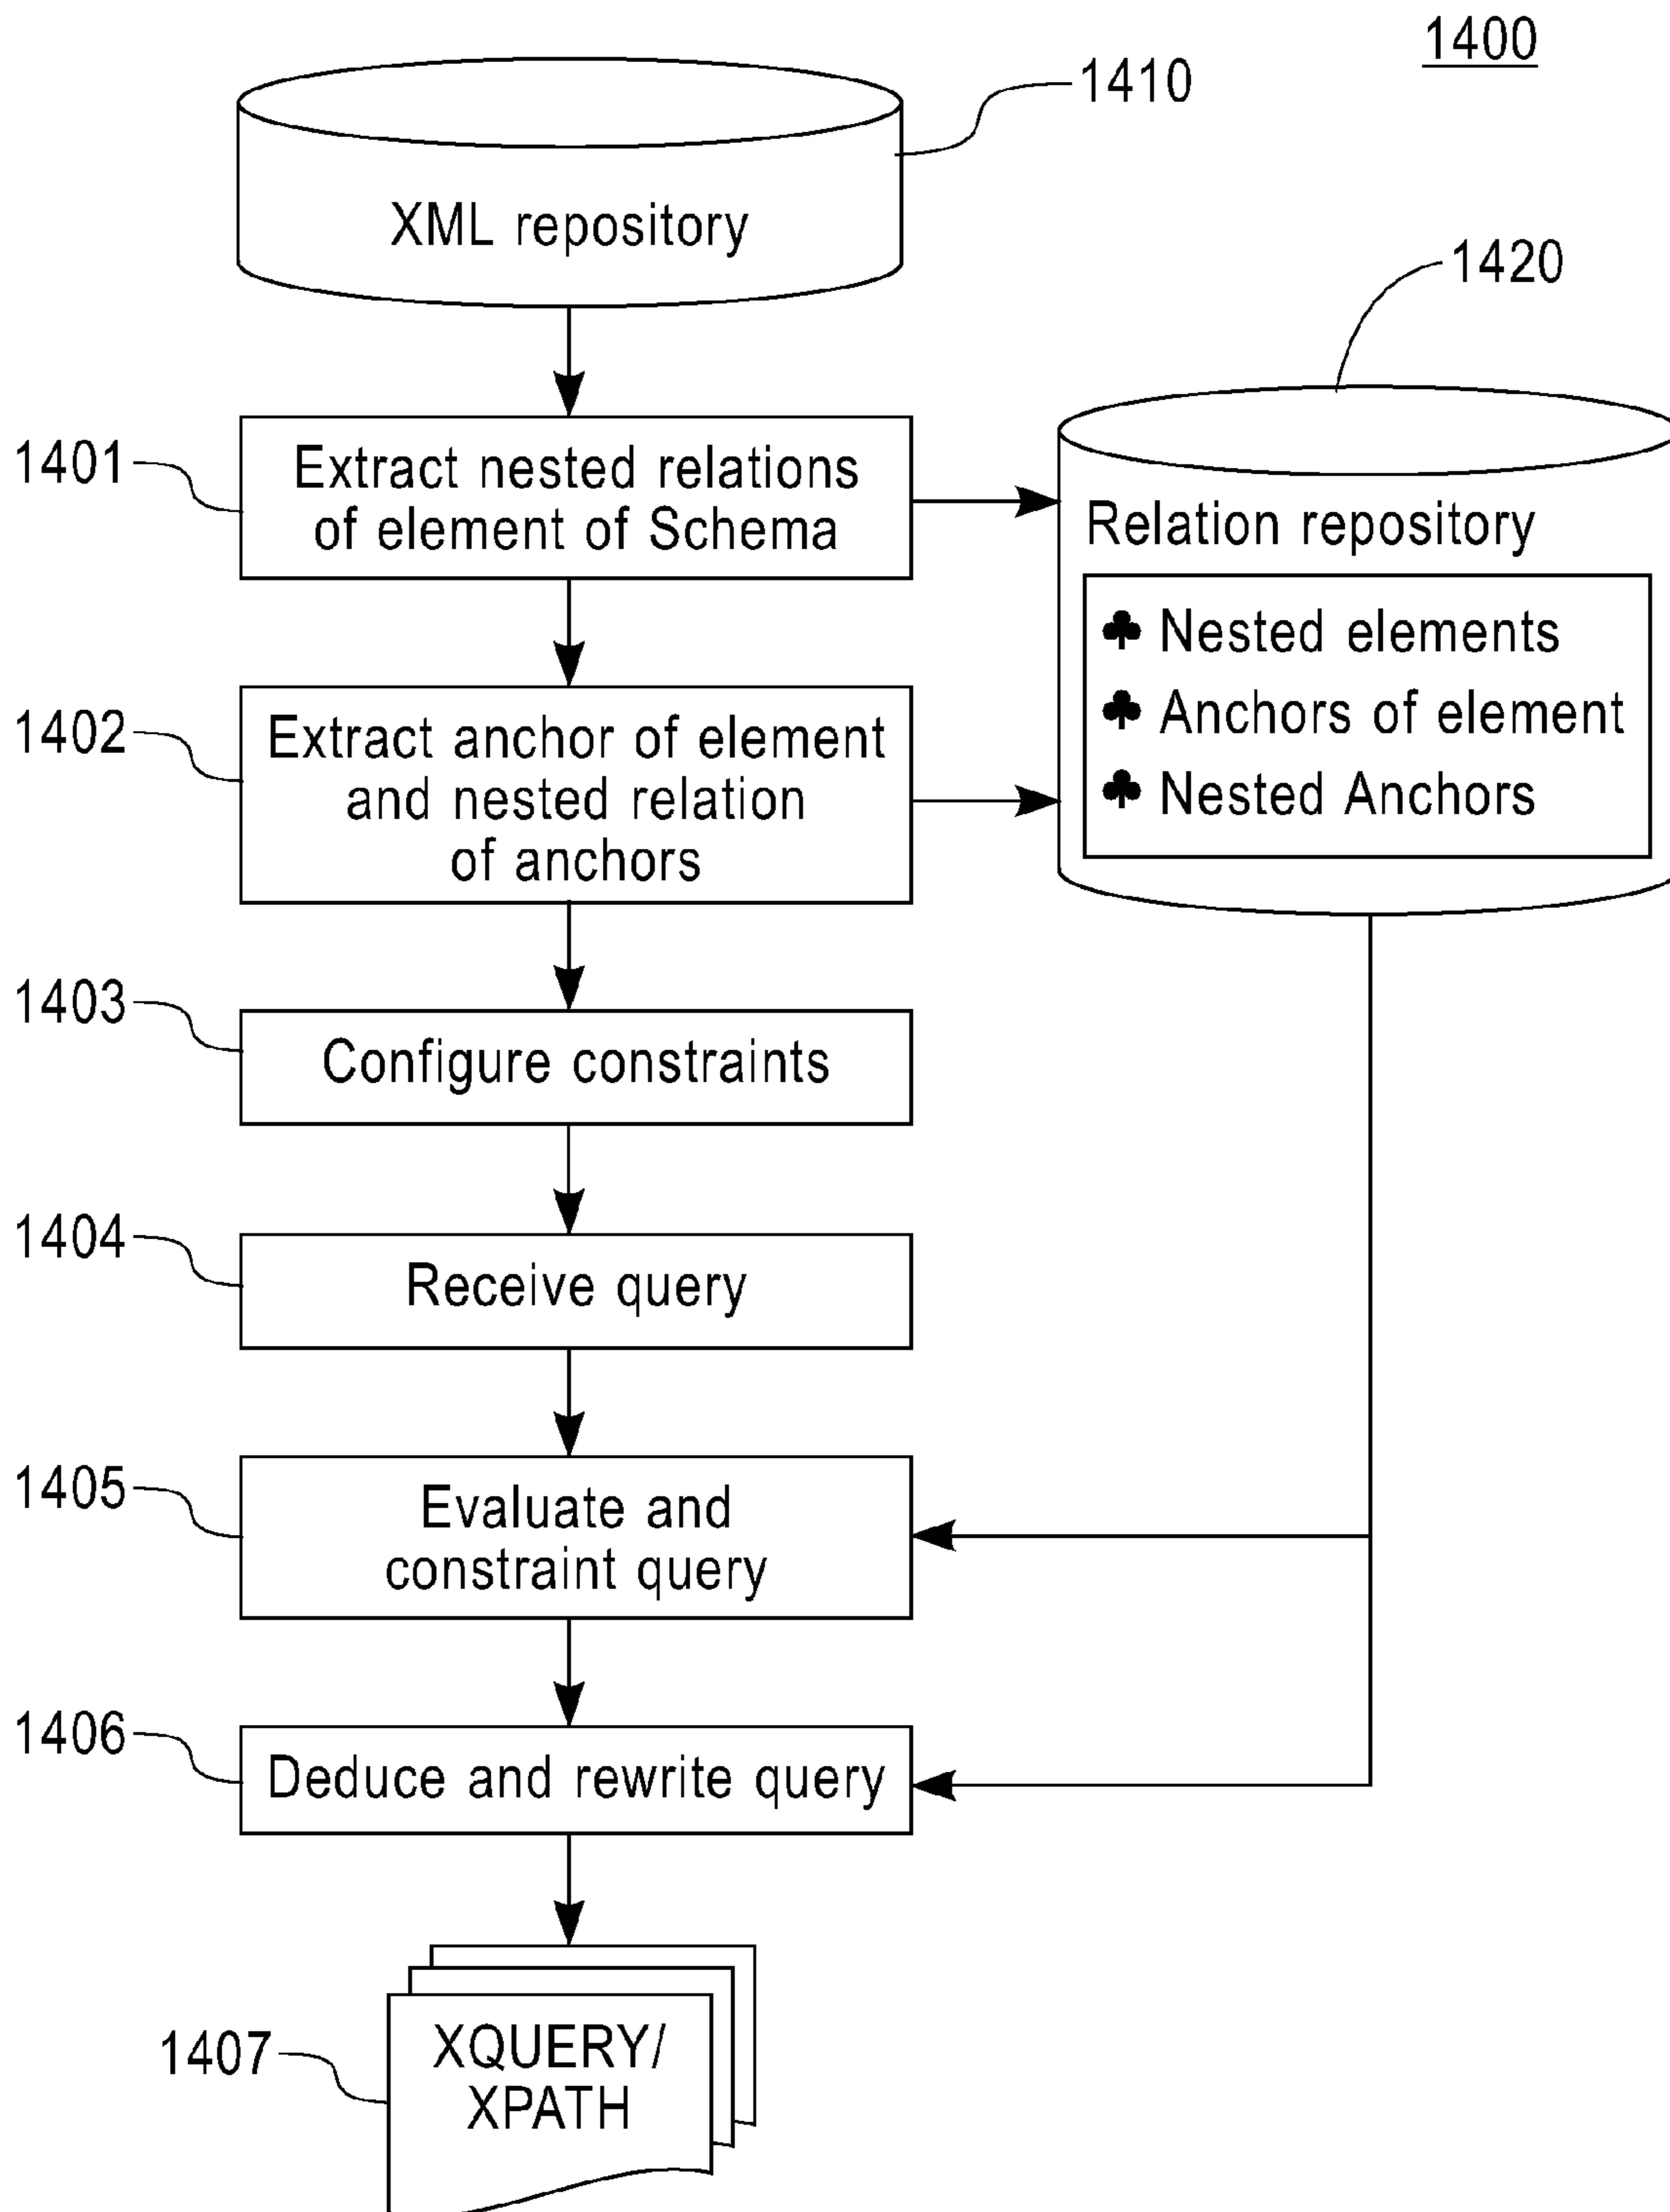 1400
1410
XML repository
1420
1401
Extract nested relations
of element of Schema
Relation repository
♣ Nested elements
♣ Anchors of element
♣ Nested Anchors
1402
Extract anchor of element
and nested relation
of anchors
1403
Configure constraints
1404
Receive query
1405
Evaluate and
constraint query
1406
Deduce and rewrite query
1407
XQUERY/
XPATH